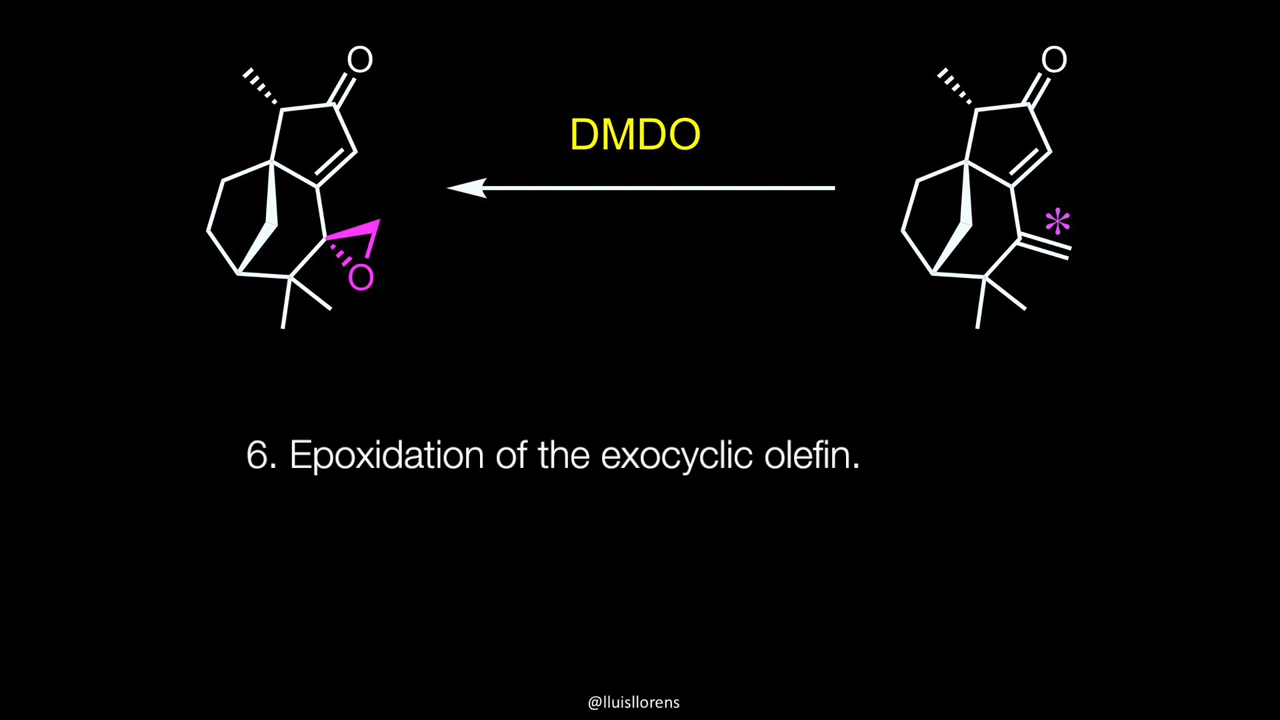 O
O
DMDO
*
O
6. Epoxidation of the exocyclic olefin.
@lluisllorens